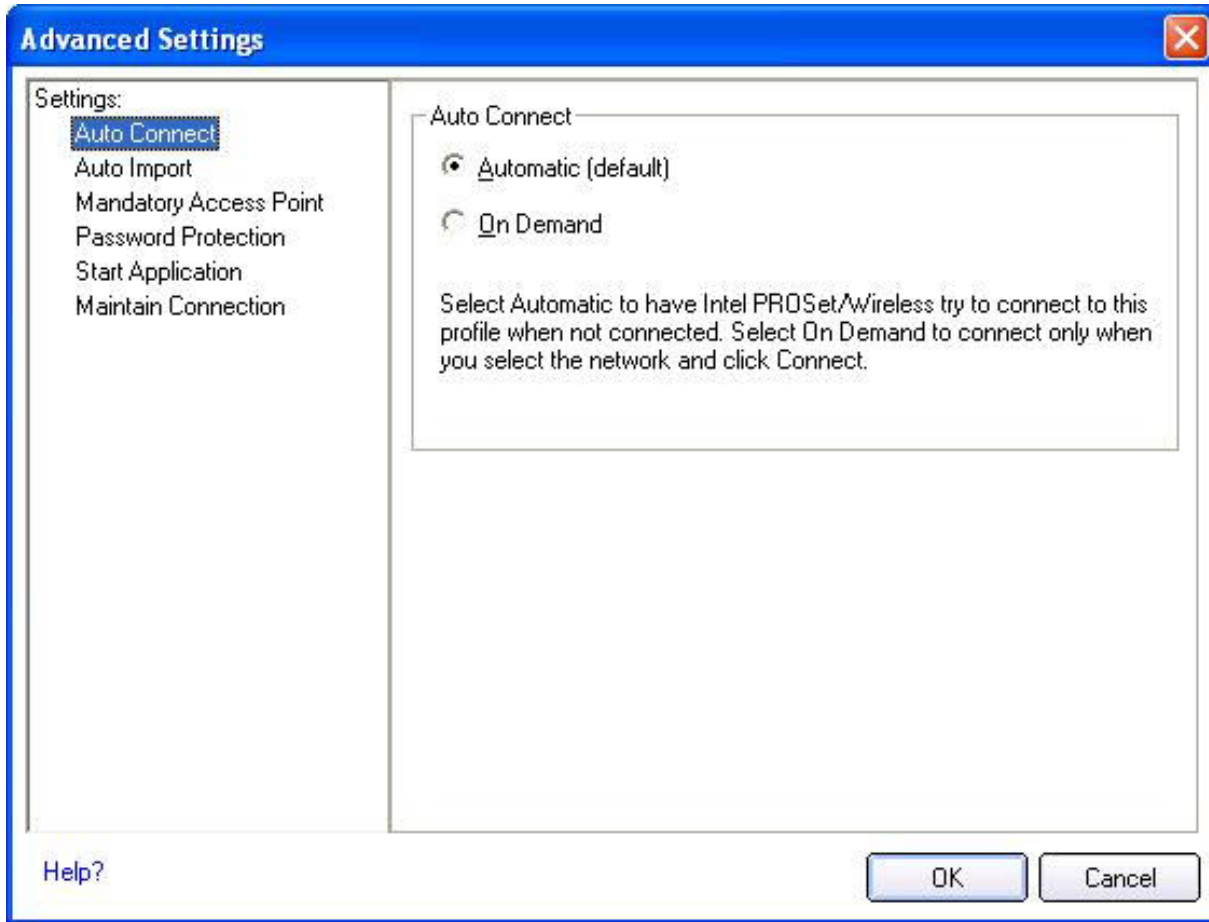 Advanced Settings
Settings:
Auto Connect
Auto Import
Mandatory Access Point
Password Protection
Start Application
Maintain Connection
Auto Connect
Automatic (default)
On Demand
Select Automatic to have Intel PROSet/Wireless try to connect to this
profile when not connected. Select On Demand to connect only when
you select the network and click Connect.
Help?
OK
Cancel